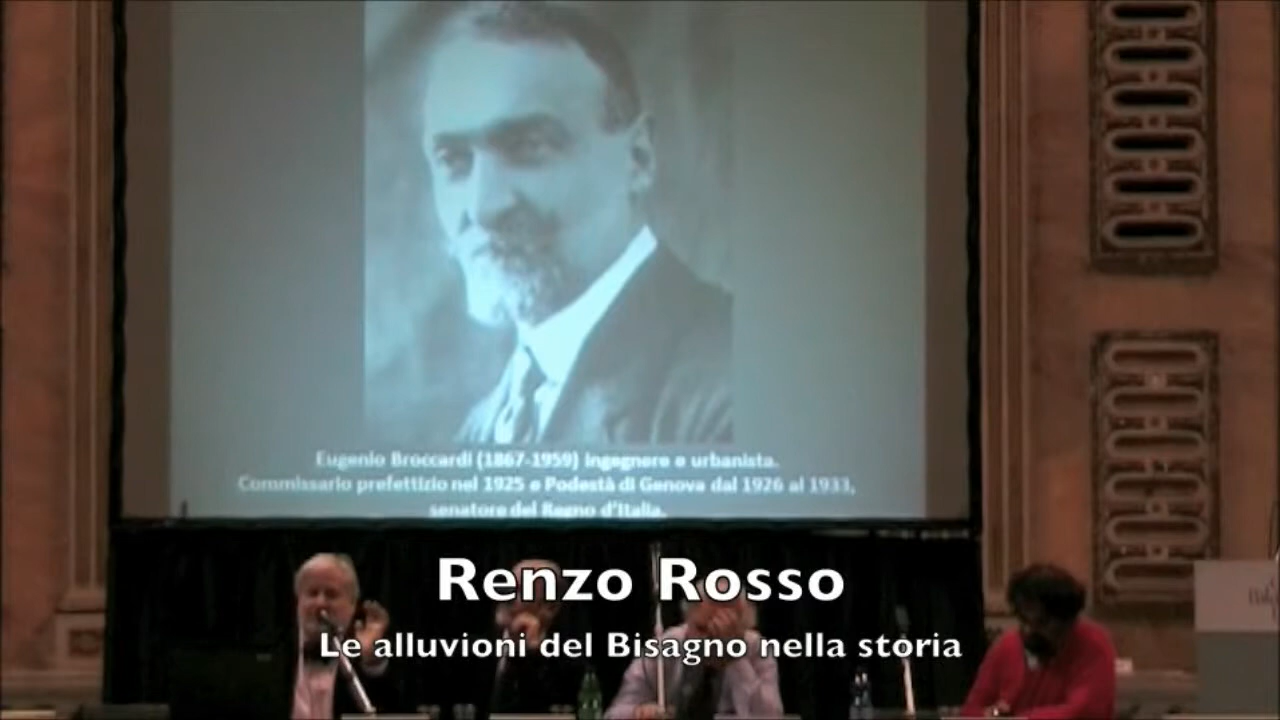 Eugenio Broccardi (1867-1959) ingegnere e urbanista.
Commissario prefettizio nel 1925 e Podestà di Genova dal 1926 al 1933,
senatore del Regno d'Italia.
Renzo Rosso
Le alluvioni del Bisagno nella storia